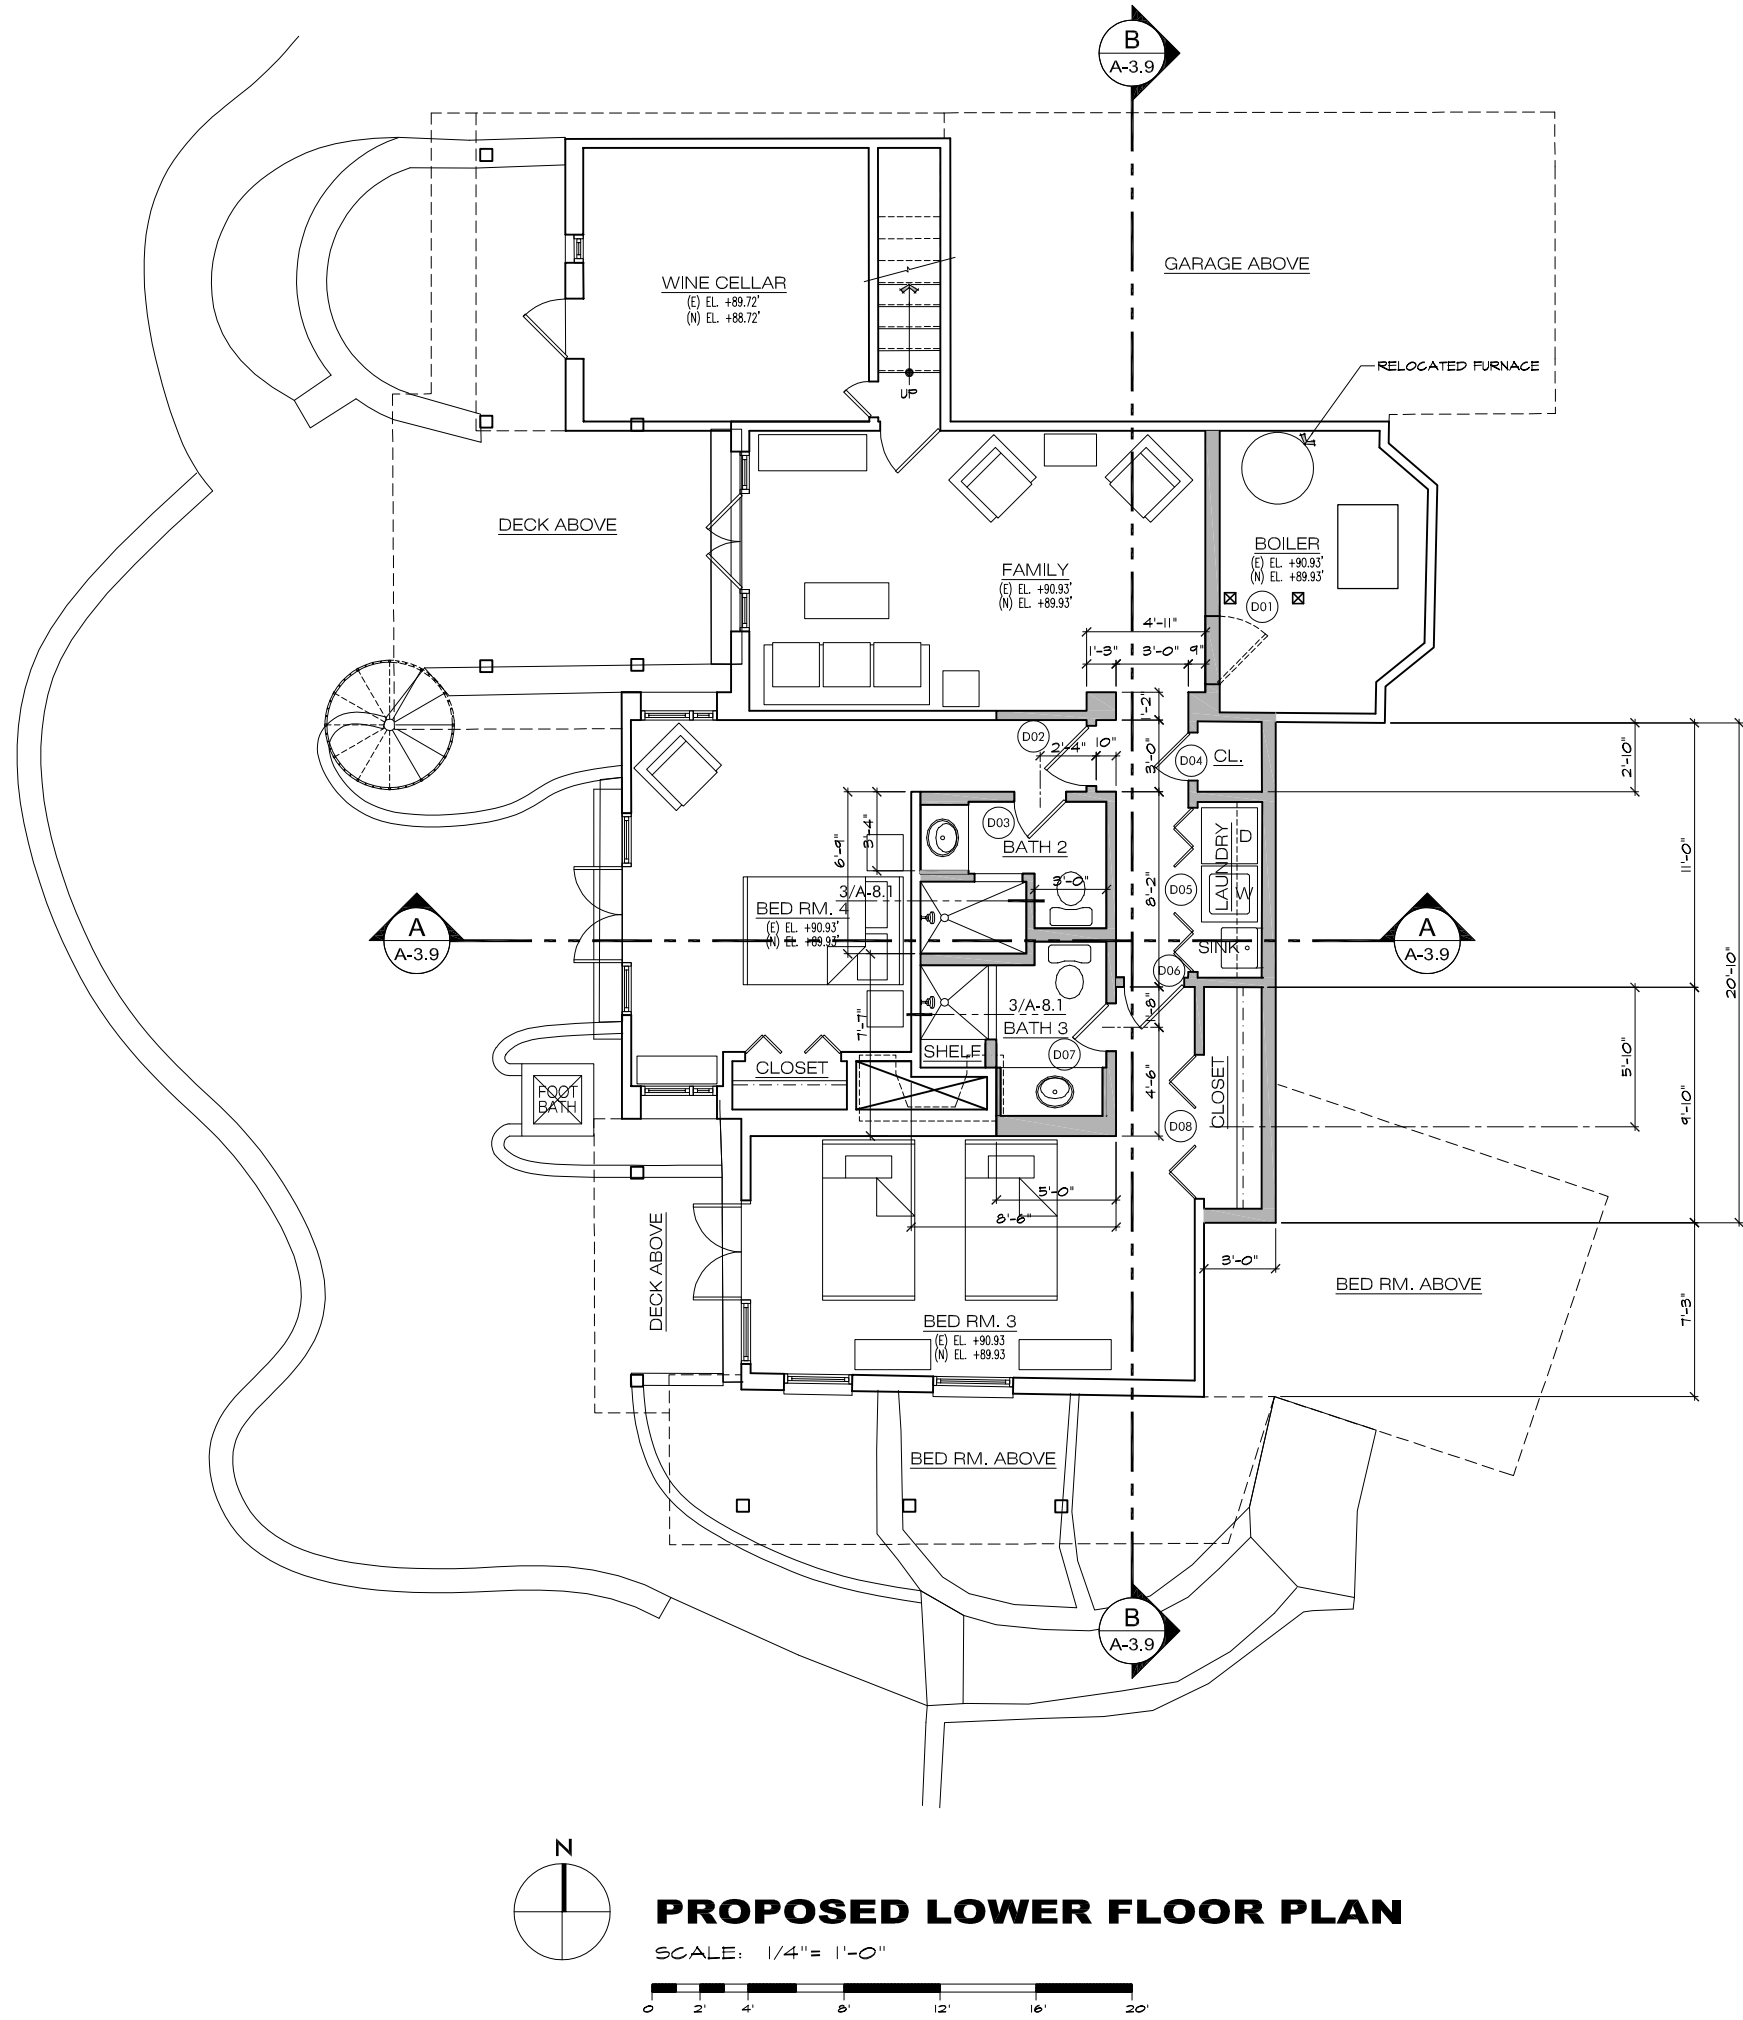 B
A-3.9
GARAGE ABOVE
WINE CELLAR
(E) EL. +89.72'
(N) EL. +88.72'
RELOCATED FURNACE
UP
DECK ABOVE
BOILER
(E) EL. +90.93'
(N) EL. +89.93'
D01
FAMILY
(E) EL. +90.93'
(N) EL. +89.93'
4'-11"
1'-3"
3'-0"
9"
1'-2"
D02
2'-4"
10"
3'-0"
D04
CL.
2'-10"
D03
BATH 2
3'-4"
6'-9"
3'-0"
8'-2"
D05
LAUNDRY
D
W
11'-0"
20'-10"
3/A-8.1
BED RM. 4
(E) EL. +90.93'
(N) EL. +89.93'
A
A-3.9
SINK
A
A-3.9
D06
3/A-8.1
BATH 3
1'-8"
7'-7"
SHELF
D07
CLOSET
4'-6"
CLOSET
5'-10"
9'-10"
FOOT
BATH
D08
5'-0"
8'-6"
DECK ABOVE
3'-0"
BED RM. ABOVE
7'-3"
BED RM. 3
(E) EL. +90.93
(N) EL. +89.93
BED RM. ABOVE
B
A-3.9
N
PROPOSED LOWER FLOOR PLAN
SCALE: 1/4"= 1'-0"
0 2' 4' 8' 12' 16' 20'